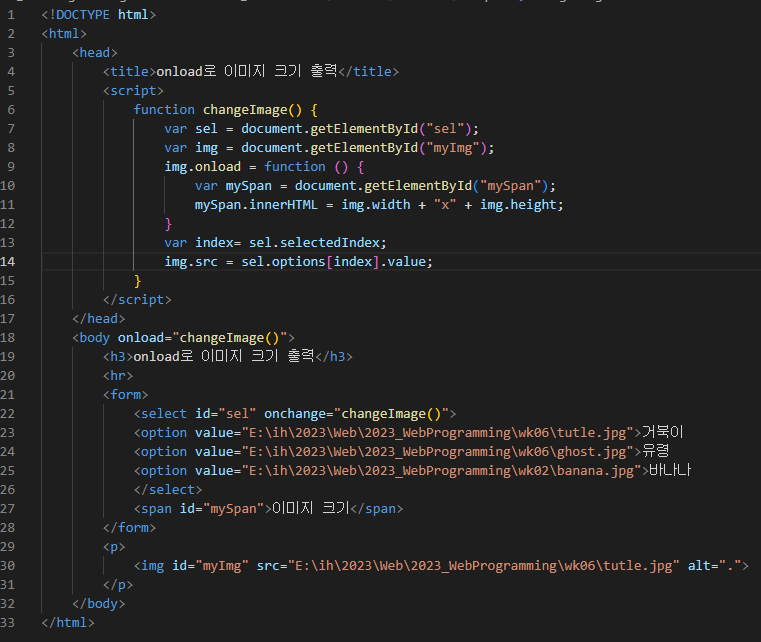 1 <!DOCTYPE html>
2 <html>
3     <head>
4         <title>onload로 이미지 크기 출력</title>
5         <script>
6             function changeImage() {
7                 var sel = document.getElementById("sel");
8                 var img = document.getElementById("myImg");
9                 img.onload = function () {
10                     var mySpan = document.getElementById("mySpan");
11                     mySpan.innerHTML = img.width + "x" + img.height;
12                 }
13                 var index= sel.selectedIndex;
14                 img.src = sel.options[index].value;
15             }
16         </script>
17     </head>
18     <body onload="changeImage()">
19         <h3>onload로 이미지 크기 출력</h3>
20         <hr>
21         <form>
22             <select id="sel" onchange="changeImage()">
23             <option value="E:\ih\2023\Web\2023_WebProgramming\wk06\tutle.jpg">거북이
24             <option value="E:\ih\2023\Web\2023_WebProgramming\wk06\ghost.jpg">유령
25             <option value="E:\ih\2023\Web\2023_WebProgramming\wk02\banana.jpg">바나나
26             </select>
27             <span id="mySpan">이미지 크기</span>
28         </form>
29         <p>
30             <img id="myImg" src="E:\ih\2023\Web\2023_WebProgramming\wk06\tutle.jpg" alt=".">
31         </p>
32     </body>
33 </html>